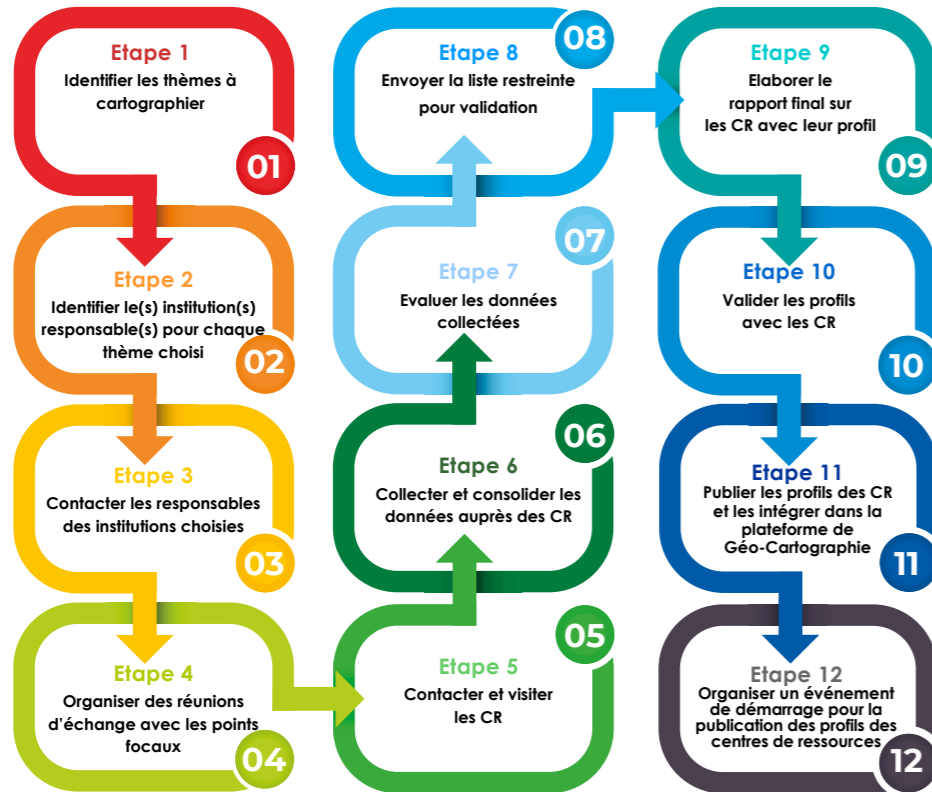 Etape 1
Identifier les thèmes à
cartographier
01
Etape 2
Identifier le(s) institution(s)
responsable(s) pour chaque
thème choisi
02
Etape 3
Contacter les responsables
des institutions choisies
03
Etape 4
Organiser des réunions
d'échange avec les points
focaux
04
05
Etape 5
Contacter et visiter
les CR
06
Etape 6
Collecter et consolider les
données auprès des CR
07
Etape 7
Evaluer les données
collectées
08
Etape 8
Envoyer la liste restreinte
pour validation
Etape 9
Elaborer le
rapport final sur
les CR avec leur profil
09
Etape 10
Valider les profils
avec les CR
10
Etape 11
Publier les profils des CR
et les intégrer dans la
plateforme de
Géo-Cartographie
11
Etape 12
Organiser un événement
de démarrage pour la
publication des profils des
centres de ressources
12